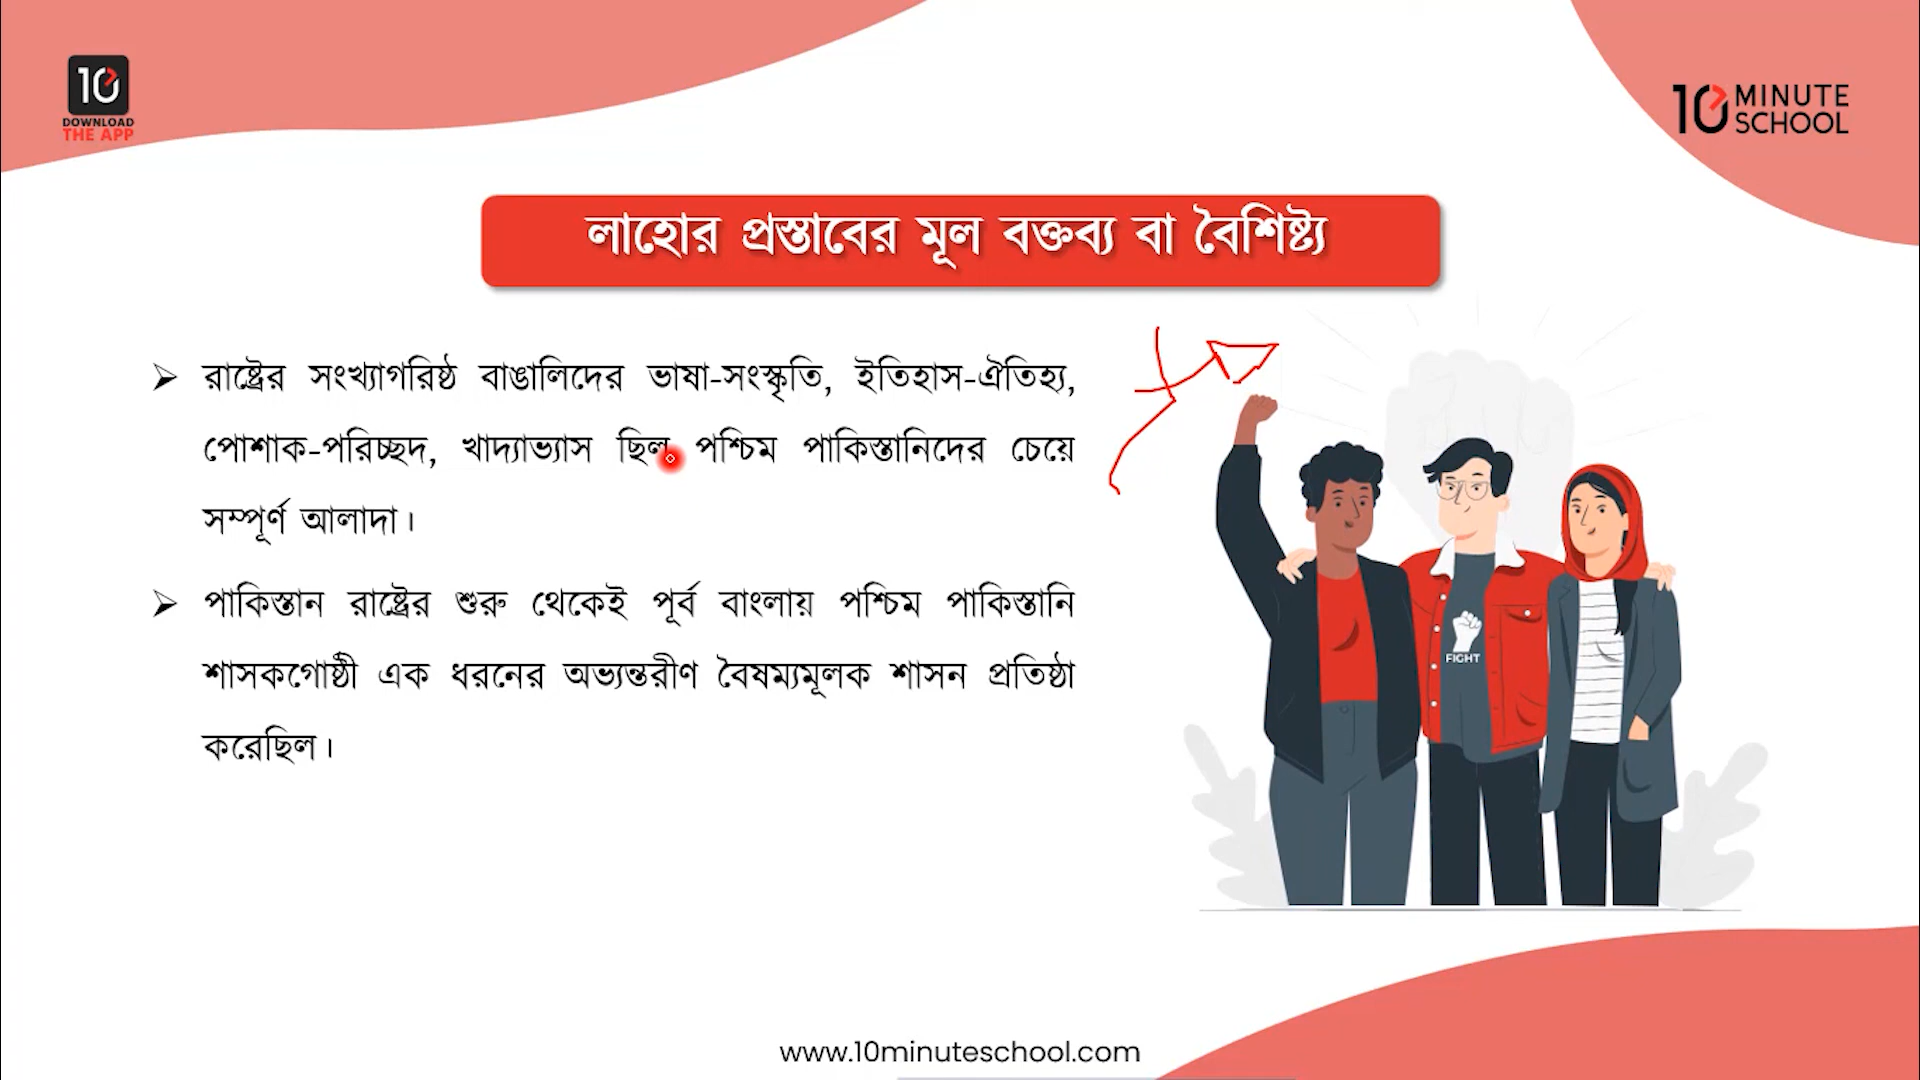 10
DOWNLOAD
THE APP
10 MINUTE
SCHOOL
লাহোর প্রস্তাবের মূল বক্তব্য বা বৈশিষ্ট্য
➢ রাষ্ট্রের সংখ্যাগরিষ্ঠ বাঙালিদের ভাষা-সংস্কৃতি, ইতিহাস-ঐতিহ্য,
পোশাক-পরিচ্ছদ, খাদ্যাভ্যাস ছিল পশ্চিম পাকিস্তানিদের চেয়ে
সম্পূর্ণ আলাদা।
➢ পাকিস্তান রাষ্ট্রের শুরু থেকেই পূর্ব বাংলায় পশ্চিম পাকিস্তানি
শাসকগোষ্ঠী এক ধরনের অভ্যন্তরীণ বৈষম্যমূলক শাসন প্রতিষ্ঠা
করেছিল।
FIGHT
www.10minuteschool.com